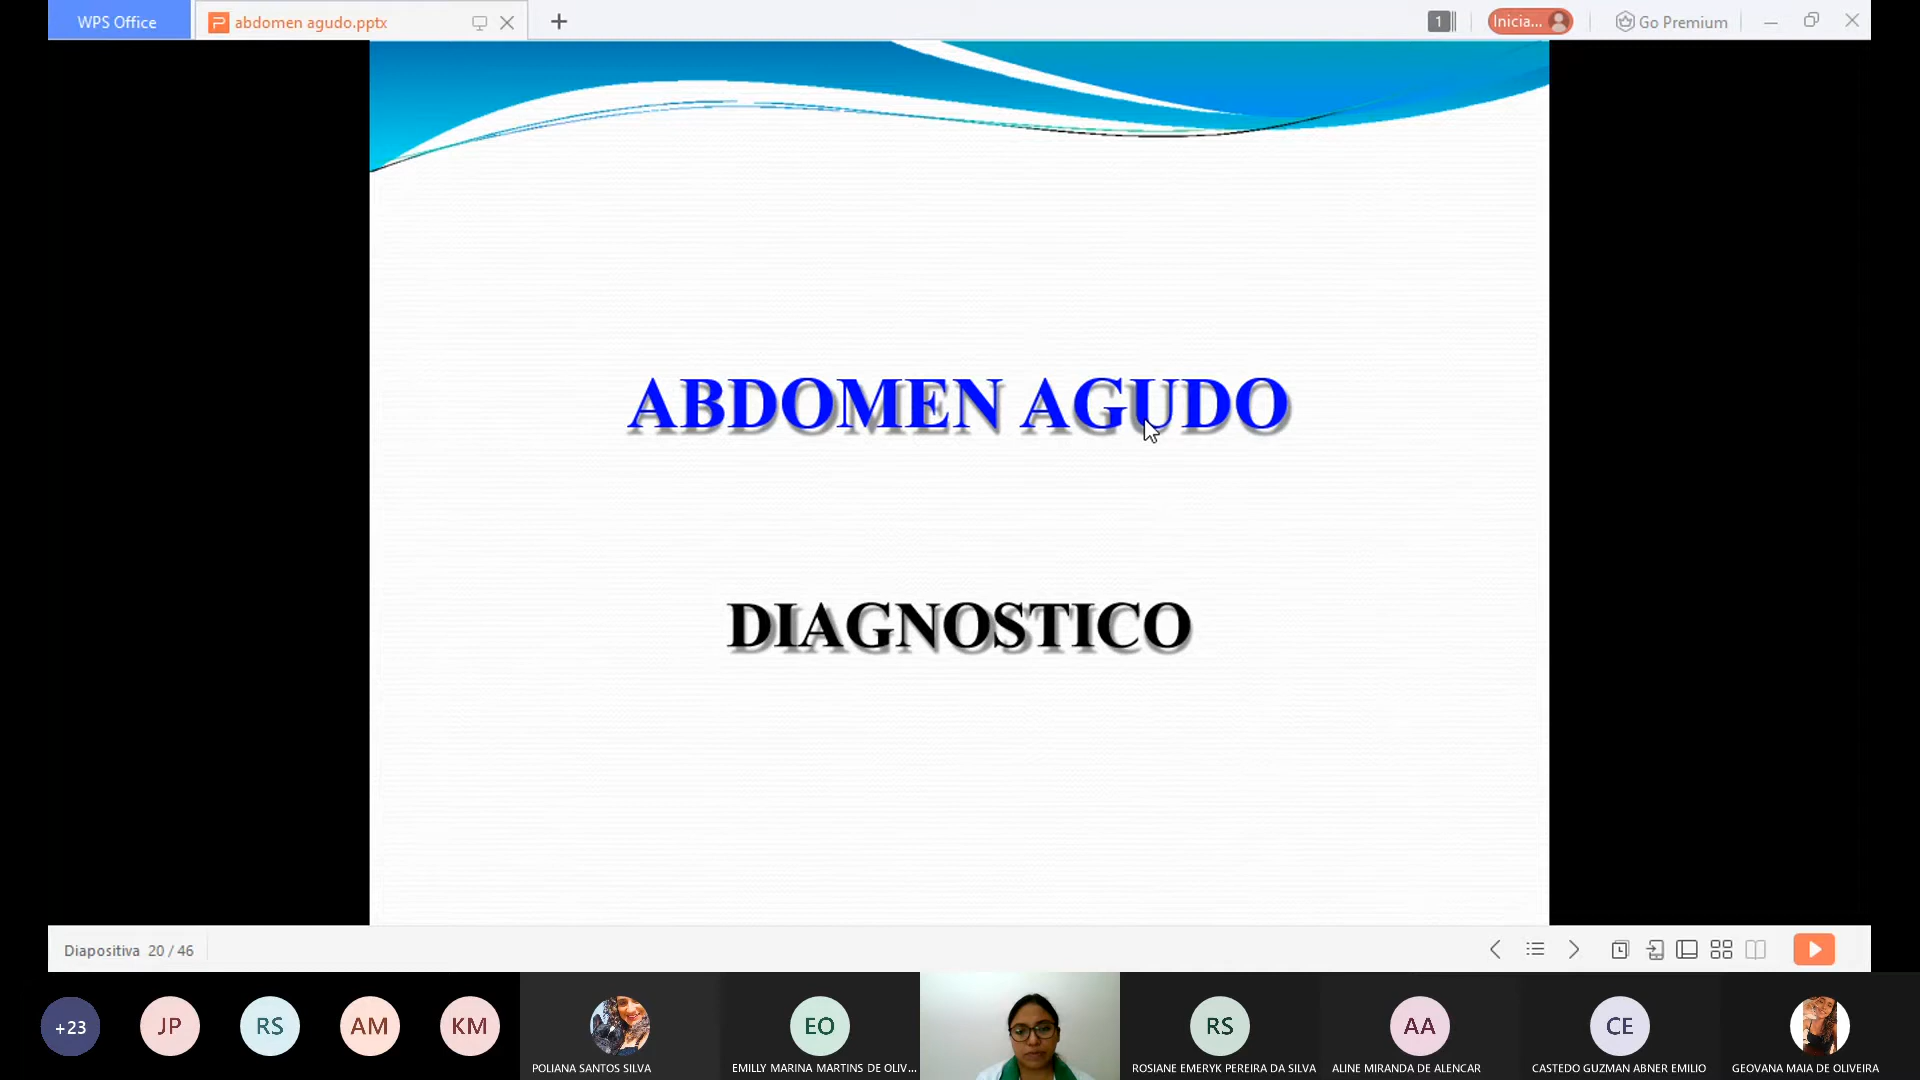 WPS Office
abdomen agudo.pptx
1
Inicia...
Go Premium
ABDOMEN AGUDO
DIAGNOSTICO
Diapositiva 20 / 46
+23
JP
RS
AM
KM
EO
RS
AA
CE
POLIANA SANTOS SILVA
EMILLY MARINA MARTINS DE OLIV...
ROSIANE EMERYK PEREIRA DA SILVA
ALINE MIRANDA DE ALENCAR
CASTEDO GUZMAN ABNER EMILIO
GEOVANA MAIA DE OLIVEIRA